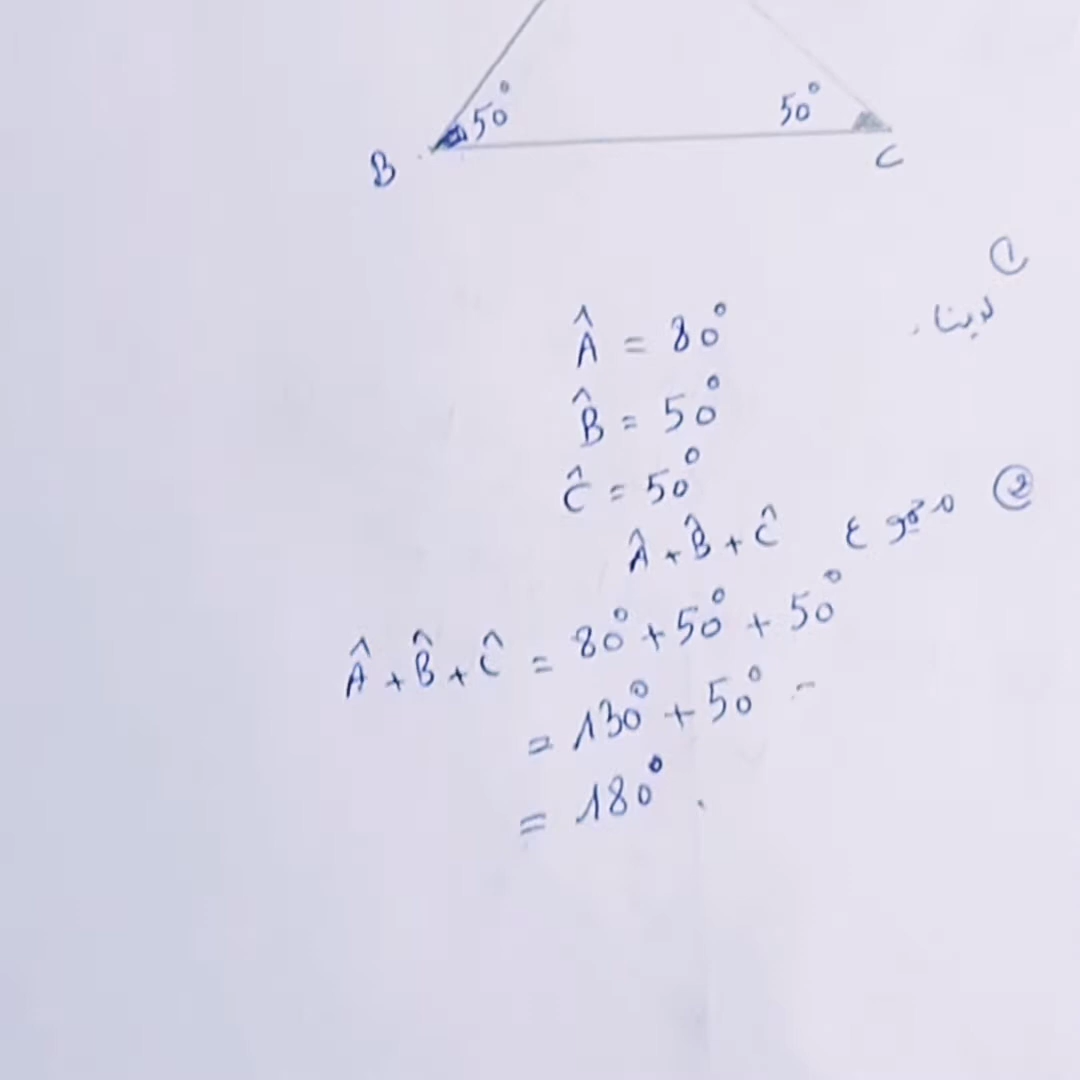 50° 50°
B C
①
لدينا
Â = 80°
B̂ = 50°
Ĉ = 50°
② مجموع Â + B̂ + Ĉ
Â + B̂ + Ĉ = 80° + 50° + 50°
= 130° + 50°
= 180°.